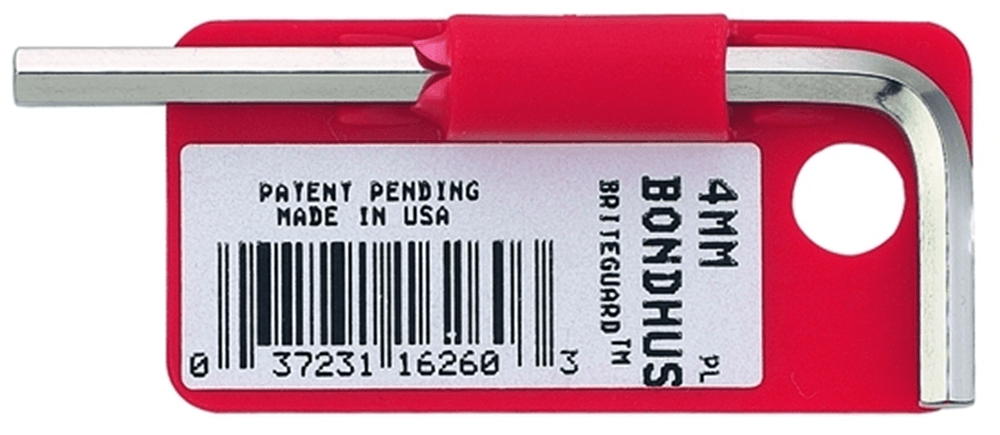 PATENT PENDING
MADE IN USA
0 37231 16260 3
4MM
BONDHUS
BRITEGUARD™
PL